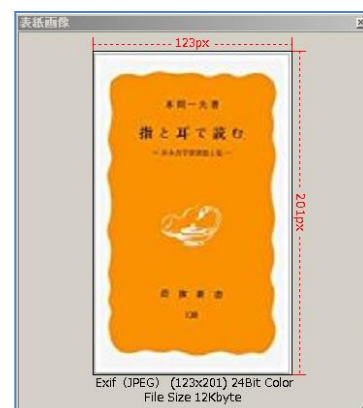 表紙画像
123px
本間一夫著
指と耳で読む
201px
岩波新書
138
Exif (JPEG) (123x201) 24Bit Color
File Size 12Kbyte